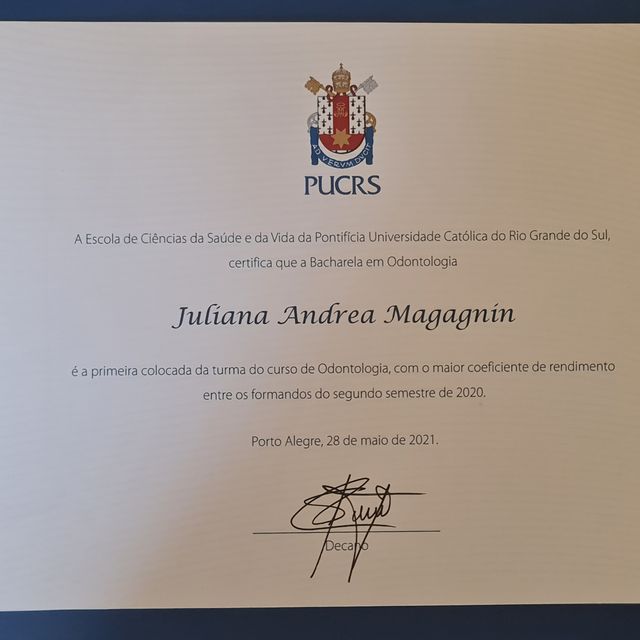 AD VERVM DUCIT
PUCRS
A Escola de Ciências da Saúde e da Vida da Pontifícia Universidade Católica do Rio Grande do Sul,
certifica que a Bacharela em Odontologia
Juliana Andrea Magagnin
é a primeira colocada da turma do curso de Odontologia, com o maior coeficiente de rendimento
entre os formandos do segundo semestre de 2020.
Porto Alegre, 28 de maio de 2021.
Decano